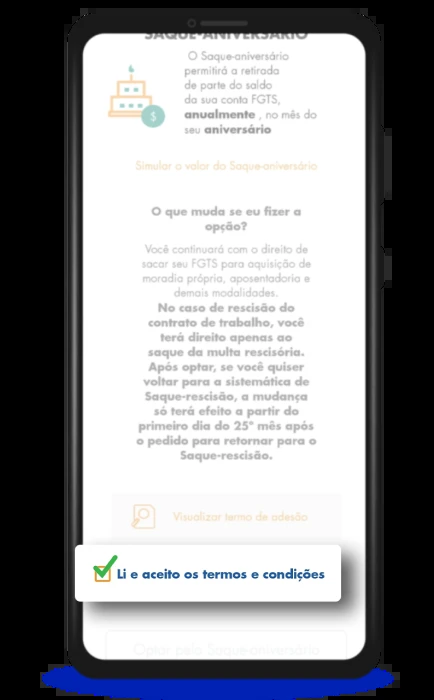 SAQUE-ANIVERSÁRIO
O Saque-aniversário
permitirá a retirada
de parte do saldo
da sua conta FGTS,
anualmente , no mês do
seu aniversário
$
Simular o valor do Saque-aniversário
O que muda se eu fizer a
opção?
Você continuará com o direito de
sacar seu FGTS para aquisição de
moradia própria, aposentadoria e
demais modalidades.
No caso de rescisão do
contrato de trabalho, você
terá direito apenas ao
saque da multa rescisória.
Após optar, se você quiser
voltar para a sistemática de
Saque-rescisão, a mudança
só terá efeito a partir do
primeiro dia do 25º mês após
o pedido para retornar para o
Saque-rescisão.
Visualizar termo de adesão
Li e aceito os termos e condições
Optar pelo Saque-aniversário